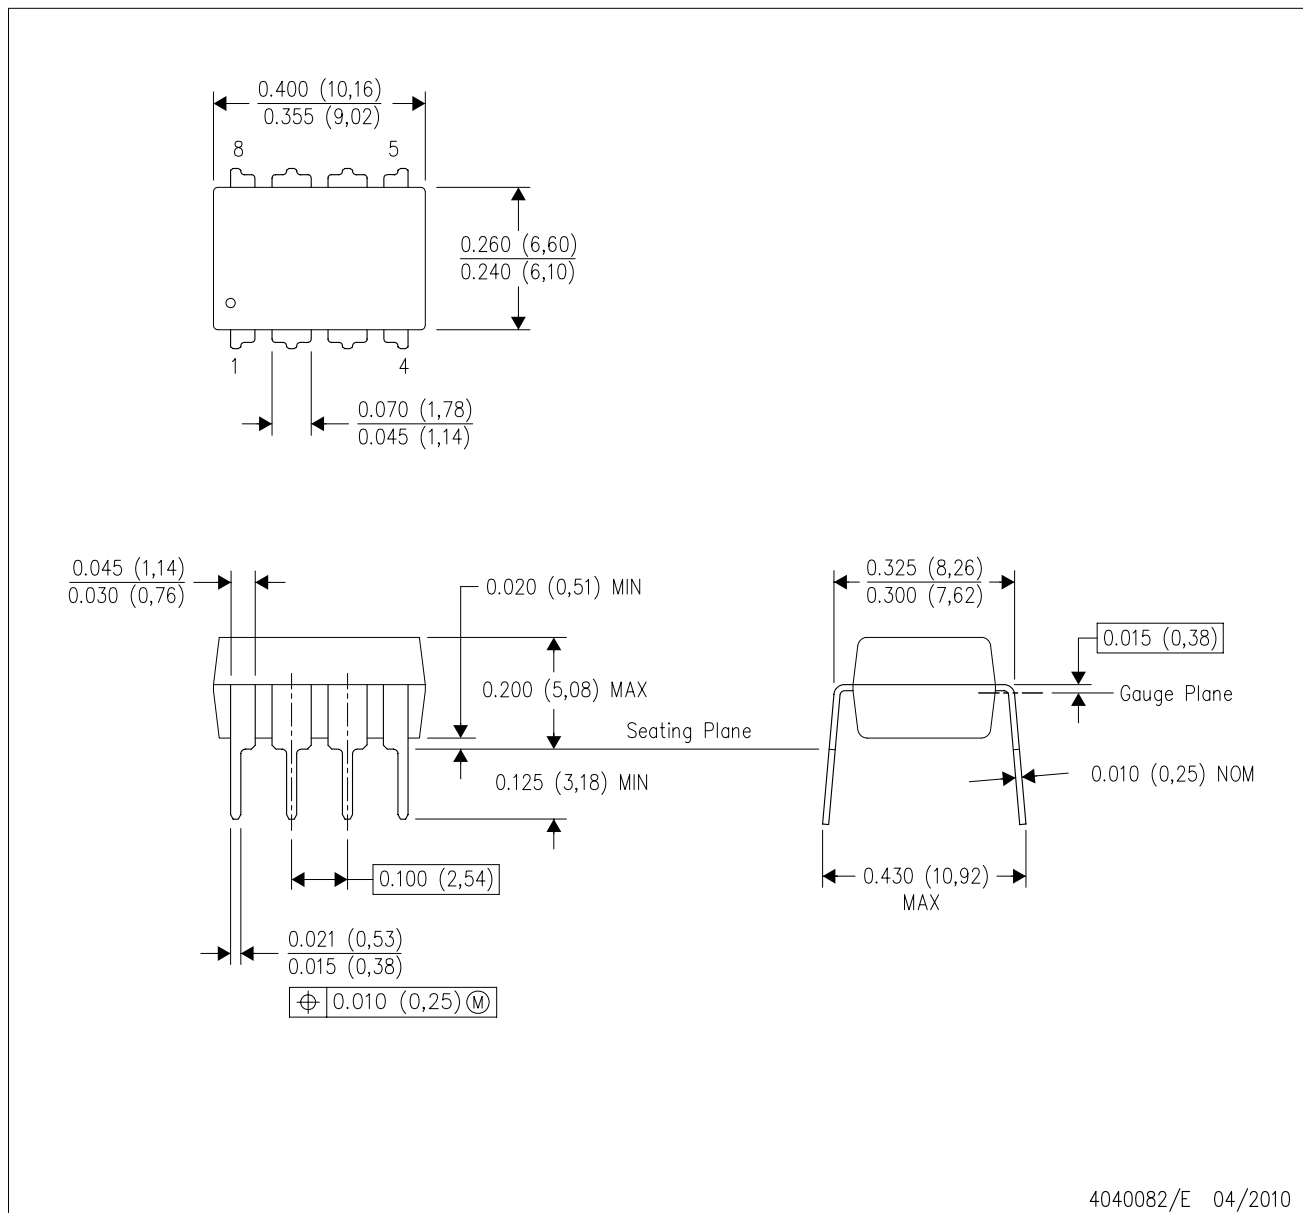 0.400 (10,16)
0.355 (9,02)
8
5
0.260 (6,60)
0.240 (6,10)
1
4
0.070 (1,78)
0.045 (1,14)
0.045 (1,14)
0.030 (0,76)
0.020 (0,51) MIN
0.325 (8,26)
0.300 (7,62)
0.015 (0,38)
0.200 (5,08) MAX
Gauge Plane
Seating Plane
0.125 (3,18) MIN
0.010 (0,25) NOM
0.100 (2,54)
0.430 (10,92)
MAX
0.021 (0,53)
0.015 (0,38)
⌖ 0.010 (0,25) Ⓜ
4040082/E 04/2010